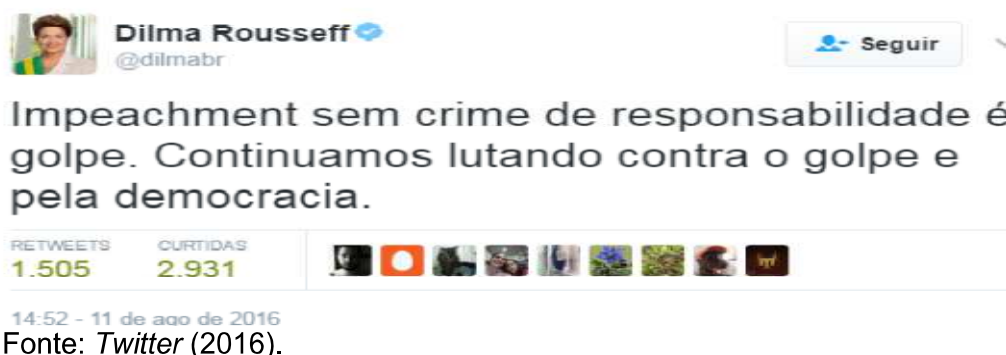 Dilma Rousseff
@dilmabr
Seguir
Impeachment sem crime de responsabilidade é
golpe. Continuamos lutando contra o golpe e
pela democracia.
RETWEETS CURTIDAS
1.505 2.931
14:52 - 11 de ago de 2016
Fonte: Twitter (2016).